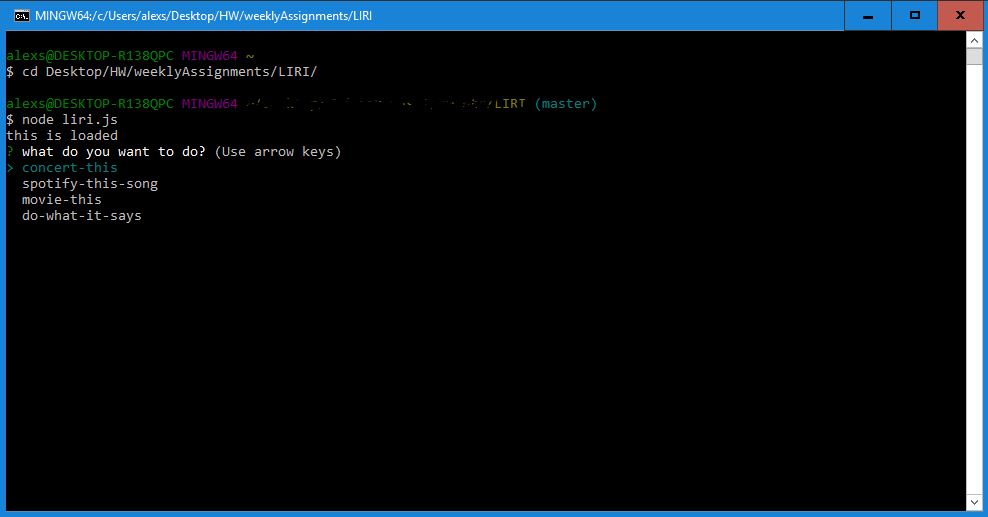 MINGW64:/c/Users/alexs/Desktop/HW/weeklyAssignments/LIRI
alexs@DESKTOP-R138QPC MINGW64 ~
$ cd Desktop/HW/weeklyAssignments/LIRI/
alexs@DESKTOP-R138QPC MINGW64 /LIRI (master)
$ node liri.js
this is loaded
? what do you want to do? (Use arrow keys)
> concert-this
spotify-this-song
movie-this
do-what-it-says